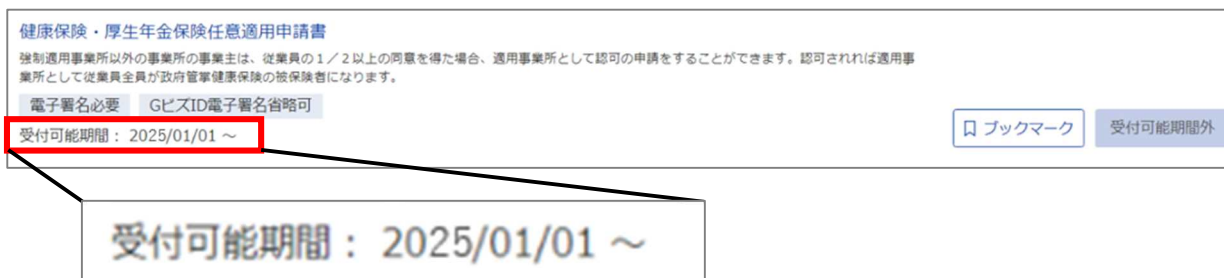 健康保険・厚生年金保険任意適用申請書
強制適用事業所以外の事業所の事業主は、従業員の1/2以上の同意を得た場合、適用事業所として認可の申請をすることができます。認可されれば適用事
業所として従業員全員が政府管掌健康保険の被保険者になります。
電子署名必要 GビズID電子署名省略可
受付可能期間： 2025/01/01 ～
ブックマーク 受付可能期間外
受付可能期間： 2025/01/01 ～